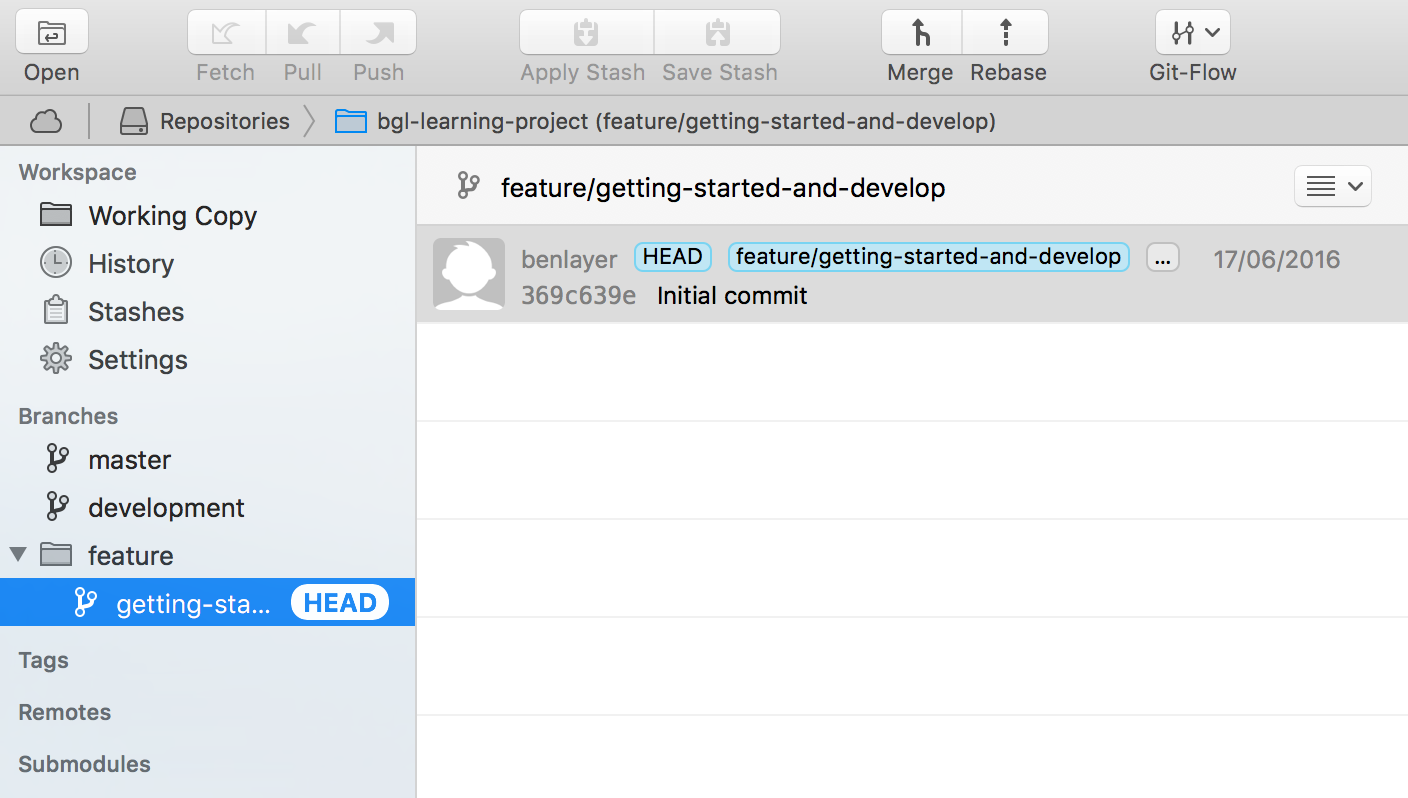 Open Fetch Pull Push Apply Stash Save Stash Merge Rebase Git-Flow
Repositories bgl-learning-project (feature/getting-started-and-develop)
Workspace
Working Copy
History
Stashes
Settings
Branches
master
development
feature
getting-sta... HEAD
Tags
Remotes
Submodules
feature/getting-started-and-develop
benlayer HEAD feature/getting-started-and-develop ... 17/06/2016
369c639e Initial commit